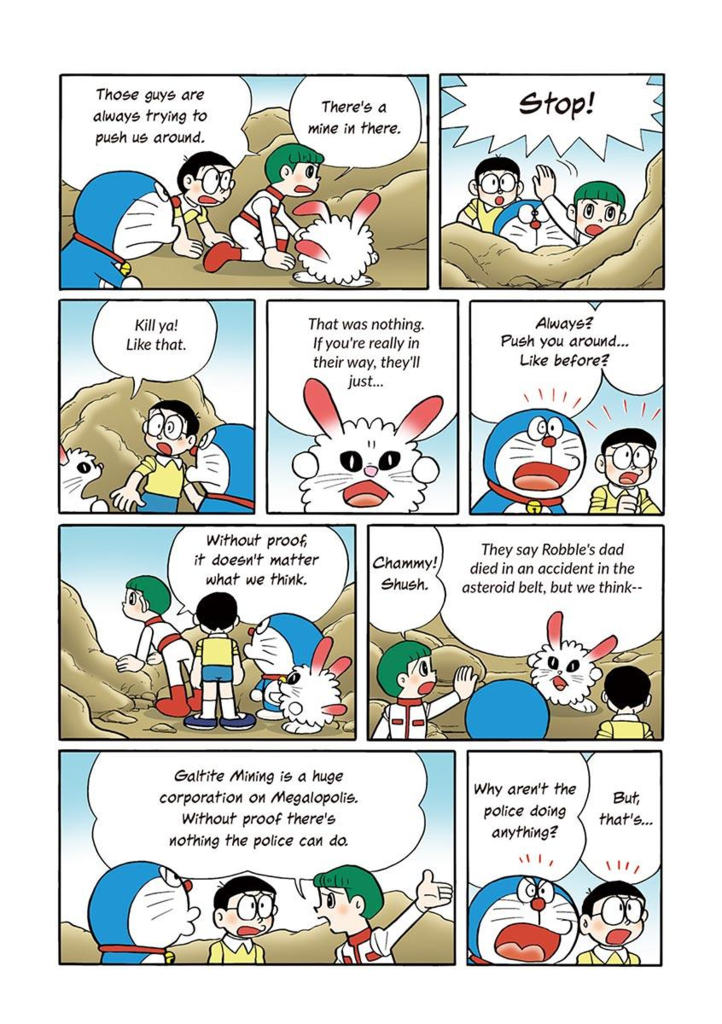 Stop!
There's a
mine in there.
Those guys are
always trying to
push us around.
Always?
Push you around...
Like before?
That was nothing.
If you're really in
their way, they'll
just...
Kill ya!
Like that.
They say Robble's dad
died in an accident in the
asteroid belt, but we think--
Chammy!
Shush.
Without proof,
it doesn't matter
what we think.
But,
that's...
Why aren't the
police doing
anything?
Galtite Mining is a huge
corporation on Megalopolis.
Without proof there's
nothing the police can do.